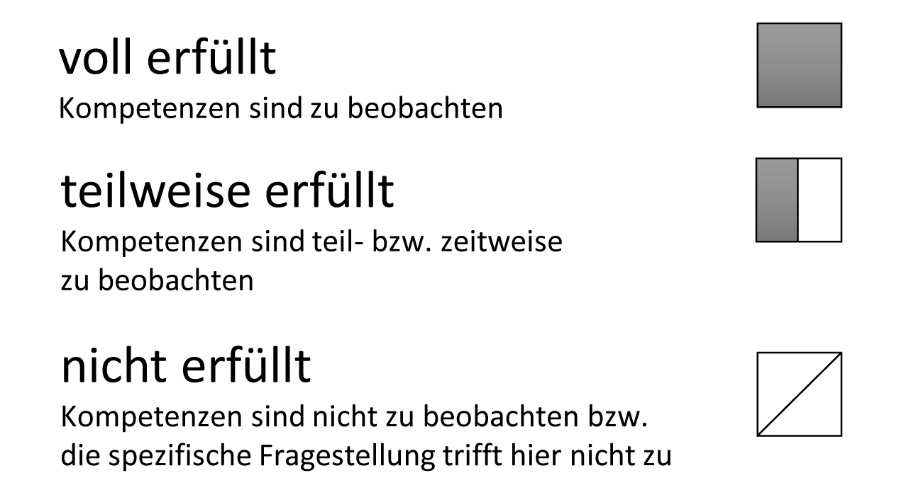 voll erfüllt
Kompetenzen sind zu beobachten
teilweise erfüllt
Kompetenzen sind teil- bzw. zeitweise
zu beobachten
nicht erfüllt
Kompetenzen sind nicht zu beobachten bzw.
die spezifische Fragestellung trifft hier nicht zu